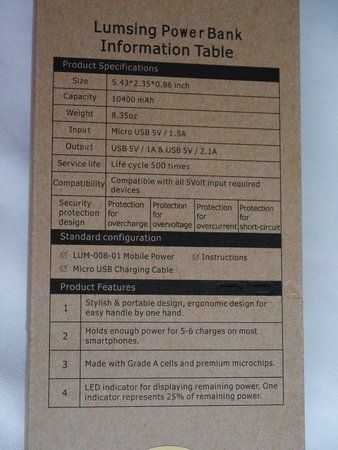 Lumsing Power Bank
Information Table
Product Specifications
Size 5.43*2.35*0.86 inch
Capacity 10400 mAh
Weight 8.35oz
Input Micro USB 5V / 1.5A
Output USB 5V / 1A & USB 5V / 2.1A
Service life Life cycle 500 times
Compatibility Compatible with all 5Volt input required
devices
Security
protection
design
Protection
for
overcharge
Protection
for
overvoltage
Protection
for
overcurrent
Protection
for
short-circuit
Standard configuration
☑ LUM-008-01 Mobile Power ☑ Instructions
☑ Micro USB Charging Cable
Product Features
1 Stylish & portable design, ergonomic design for
easy handle by one hand.
2 Holds enough power for 5-6 charges on most
smartphones.
3 Made with Grade A cells and premium microchips.
4 LED indicator for displaying remaining power. One
indicator represents 25% of remaining power.